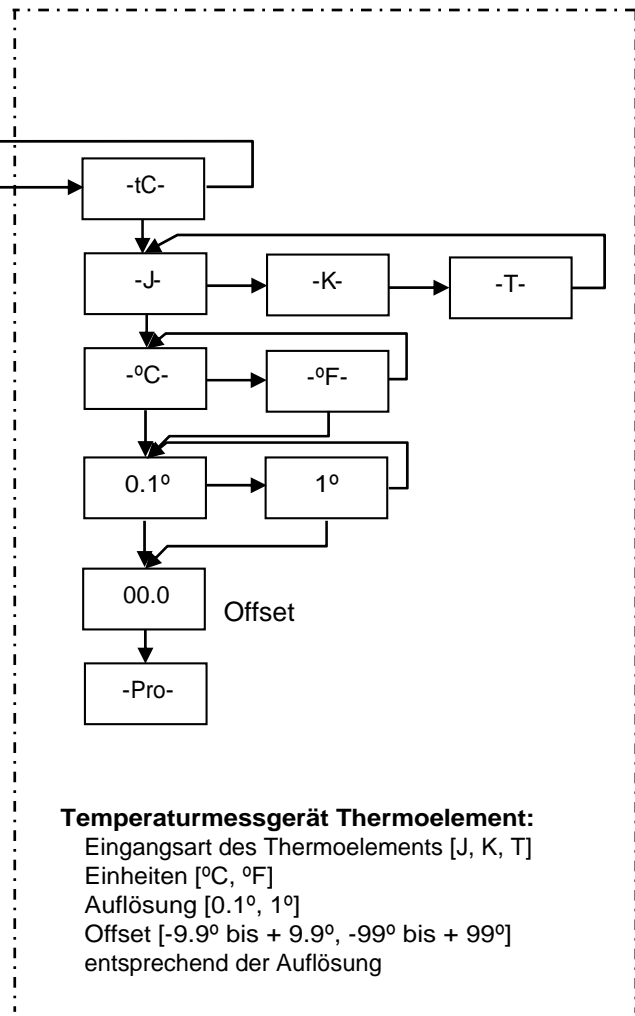 -tC-
-J- -K- -T-
-ºC- -ºF-
0.1º 1º
00.0 Offset
-Pro-
Temperaturmessgerät Thermoelement:
Eingangsart des Thermoelements [J, K, T]
Einheiten [ºC, ºF]
Auflösung [0.1º, 1º]
Offset [-9.9º bis + 9.9º, -99º bis + 99º]
entsprechend der Auflösung